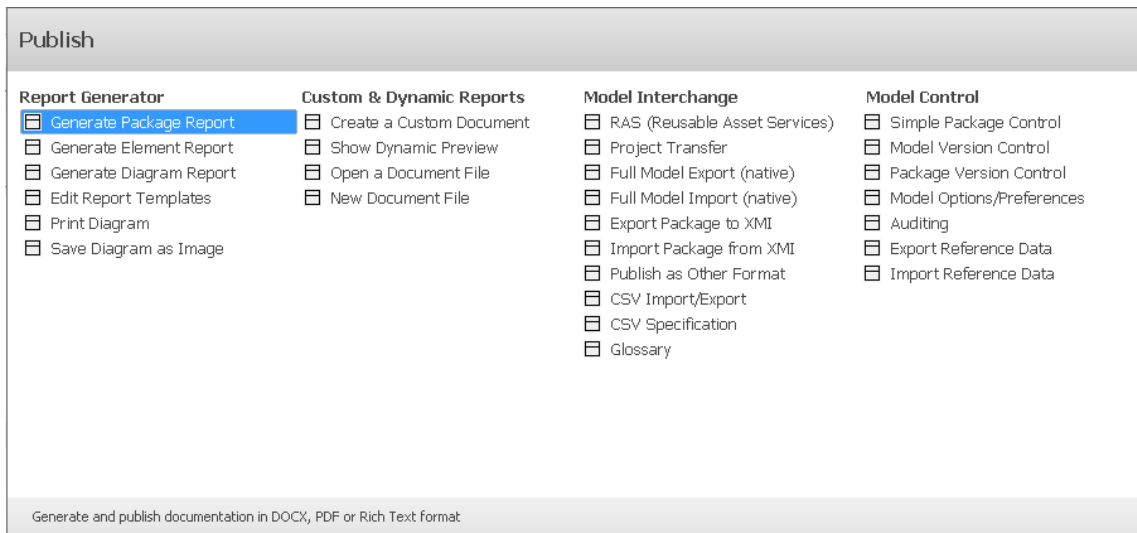 Publish
Report Generator
Generate Package Report
Generate Element Report
Generate Diagram Report
Edit Report Templates
Print Diagram
Save Diagram as Image
Custom & Dynamic Reports
Create a Custom Document
Show Dynamic Preview
Open a Document File
New Document File
Model Interchange
RAS (Reusable Asset Services)
Project Transfer
Full Model Export (native)
Full Model Import (native)
Export Package to XMI
Import Package from XMI
Publish as Other Format
CSV Import/Export
CSV Specification
Glossary
Model Control
Simple Package Control
Model Version Control
Package Version Control
Model Options/Preferences
Auditing
Export Reference Data
Import Reference Data
Generate and publish documentation in DOCX, PDF or Rich Text format